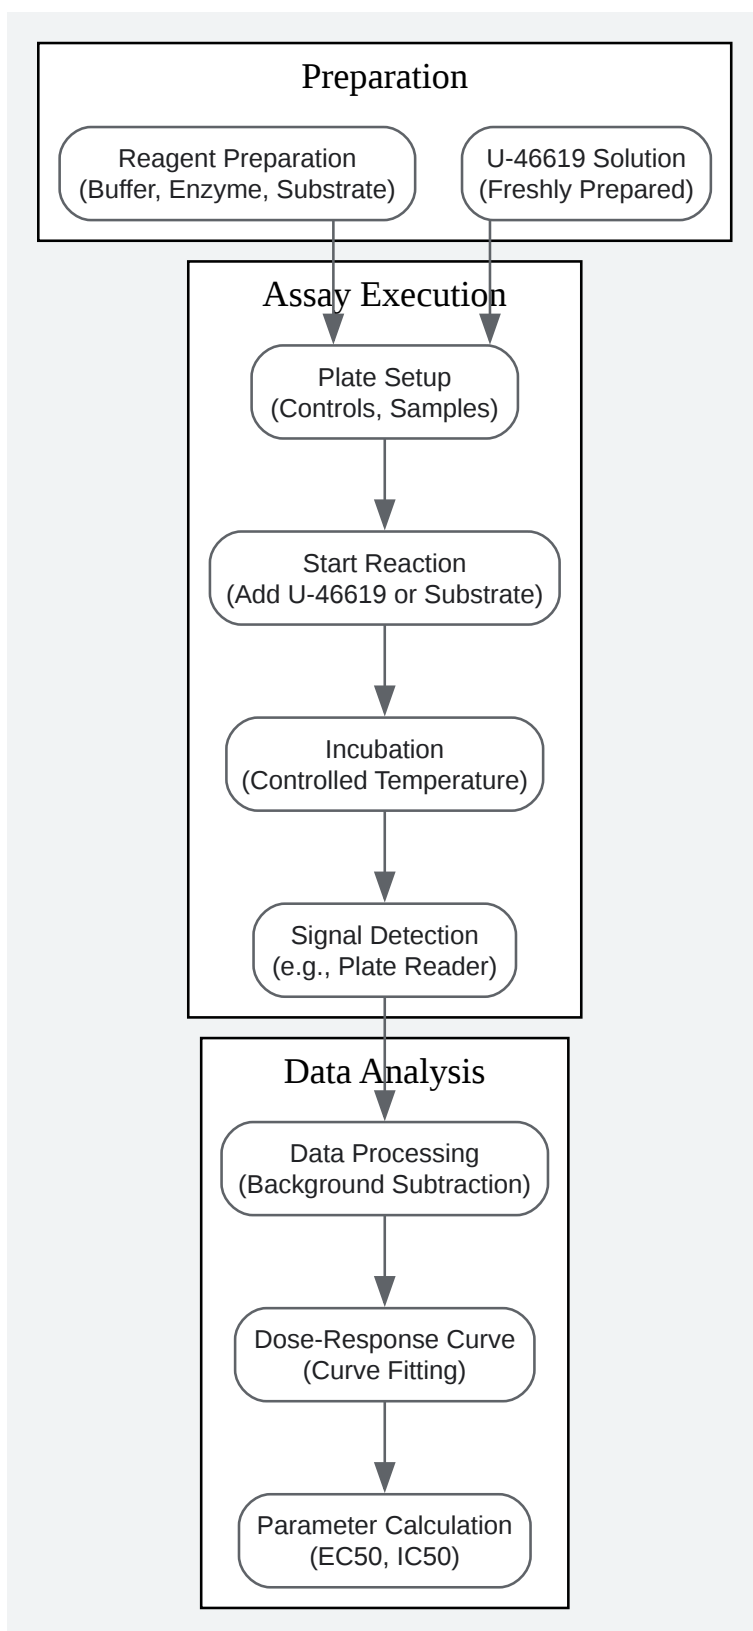 Preparation
Reagent Preparation
(Buffer, Enzyme, Substrate)
U-46619 Solution
(Freshly Prepared)
Assay Execution
Plate Setup
(Controls, Samples)
Start Reaction
(Add U-46619 or Substrate)
Incubation
(Controlled Temperature)
Signal Detection
(e.g., Plate Reader)
Data Analysis
Data Processing
(Background Subtraction)
Dose-Response Curve
(Curve Fitting)
Parameter Calculation
(EC50, IC50)